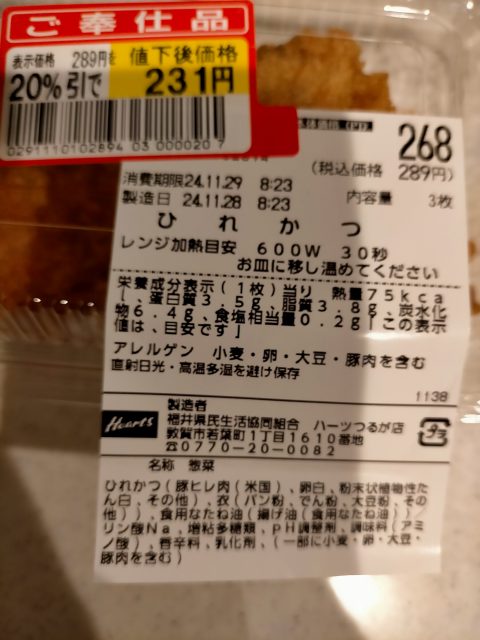 ご奉仕品
表示価格 289円を 値下後価格
20%引で 231円
0291110102894 03 0000020 7
268
(税込価格 289円)
消費期限24.11.29 8:23
製造日 24.11.28 8:23 内容量 3枚
ひれかつ
レンジ加熱目安 600W 30秒
お皿に移し温めてください
栄養成分表示(1枚)当り 熱量75kca
l、蛋白質3.5g、脂質3.8g、炭水化
物6.4g、食塩相当量0.2g[この表示
値は、目安です]
アレルゲン 小麦・卵・大豆・豚肉を含む
直射日光・高温多湿を避け保存
1138
Hearts
製造者
福井県民生活協同組合 ハーツつるが店
敦賀市若葉町1丁目1610番地
☎0770-20-0082
プラ
名称 惣菜
ひれかつ(豚ヒレ肉(米国)、卵白、粉末状植物性た
ん白、その他)、衣(パン粉、でん粉、大豆粉、その
他))、食用なたね油(揚げ油(食用なたね油、))/
リン酸Na、増粘多糖類、pH調整剤、調味料(アミ
ノ酸)、香辛料、乳化剤、(一部に小麦・卵・大豆・
豚肉を含む)